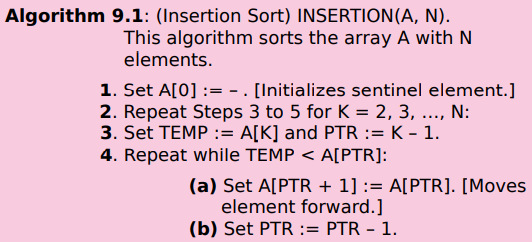 Algorithm 9.1: (Insertion Sort) INSERTION(A, N).
This algorithm sorts the array A with N
elements.
1. Set A[0] := – . [Initializes sentinel element.]
2. Repeat Steps 3 to 5 for K = 2, 3, …, N:
3. Set TEMP := A[K] and PTR := K – 1.
4. Repeat while TEMP < A[PTR]:
(a) Set A[PTR + 1] := A[PTR]. [Moves
element forward.]
(b) Set PTR := PTR – 1.